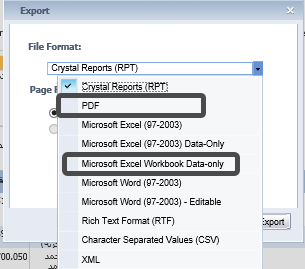 Export
File Format:
Crystal Reports (RPT)
Crystal Reports (RPT)
PDF
Microsoft Excel (97-2003)
Microsoft Excel (97-2003) Data-Only
Microsoft Excel Workbook Data-only
Microsoft Word (97-2003)
Microsoft Word (97-2003) - Editable
Rich Text Format (RTF)
Character Separated Values (CSV)
XML
Export
700.050